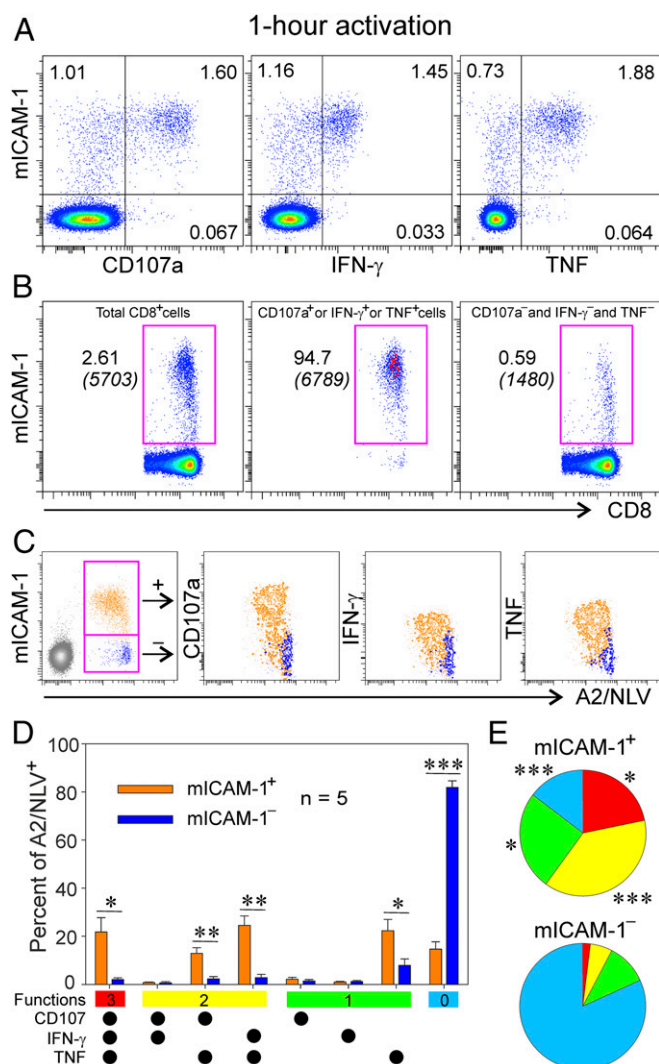 1-hour activation
A
mICAM-1
1.01 1.60
0.067
CD107a
1.16 1.45
0.033
IFN-γ
0.73 1.88
0.064
TNF
B
mICAM-1
Total CD8+cells
2.61
(5703)
CD107a+ or IFN-γ+ or TNF+cells
94.7
(6789)
CD107a− and IFN-γ− and TNF−
0.59
(1480)
CD8
C
mICAM-1
+
−
CD107a
IFN-γ
TNF
A2/NLV
D
Percent of A2/NLV+
100
80
60
40
20
0
mICAM-1+
mICAM-1−
n = 5
* ** ** * ***
Functions 3 2 1 0
CD107
IFN-γ
TNF
E
mICAM-1+
***
*
*
***
mICAM-1−